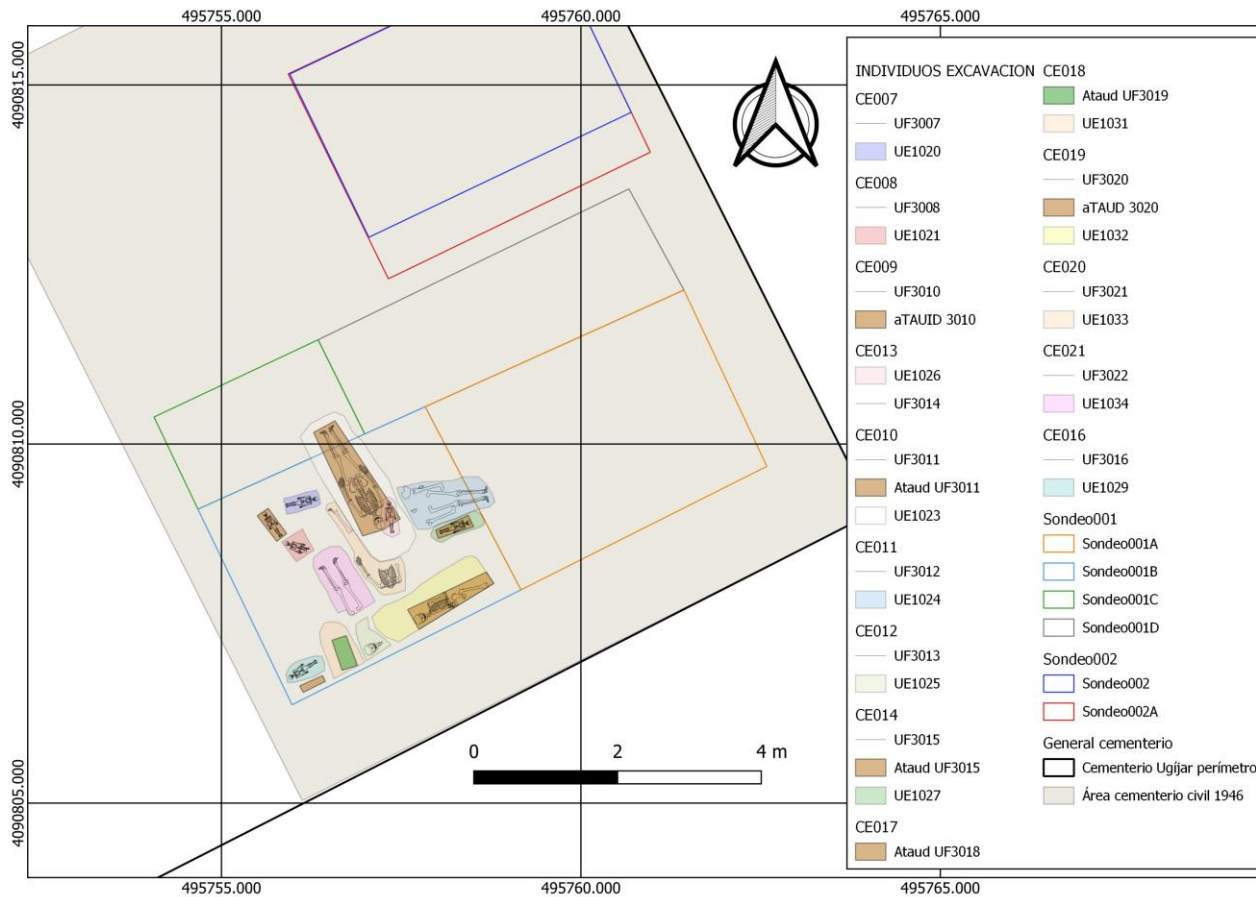 495755.000
495760.000
495765.000
4090815.000
4090810.000
4090805.000
INDIVIDUOS EXCAVACION
CE007
UF3007
UE1020
CE008
UF3008
UE1021
CE009
UF3010
aTAUID 3010
CE013
UE1026
UF3014
CE010
UF3011
Ataud UF3011
UE1023
CE011
UF3012
UE1024
CE012
UF3013
UE1025
CE014
UF3015
Ataud UF3015
UE1027
CE017
Ataud UF3018
CE018
Ataud UF3019
UE1031
CE019
UF3020
aTAUD 3020
UE1032
CE020
UF3021
UE1033
CE021
UF3022
UE1034
CE016
UF3016
UE1029
Sondeo001
Sondeo001A
Sondeo001B
Sondeo001C
Sondeo001D
Sondeo002
Sondeo002
Sondeo002A
General cementerio
Cementerio Ugíjar perímetro
Área cementerio civil 1946
0 2 4 m
495755.000
495760.000
495765.000